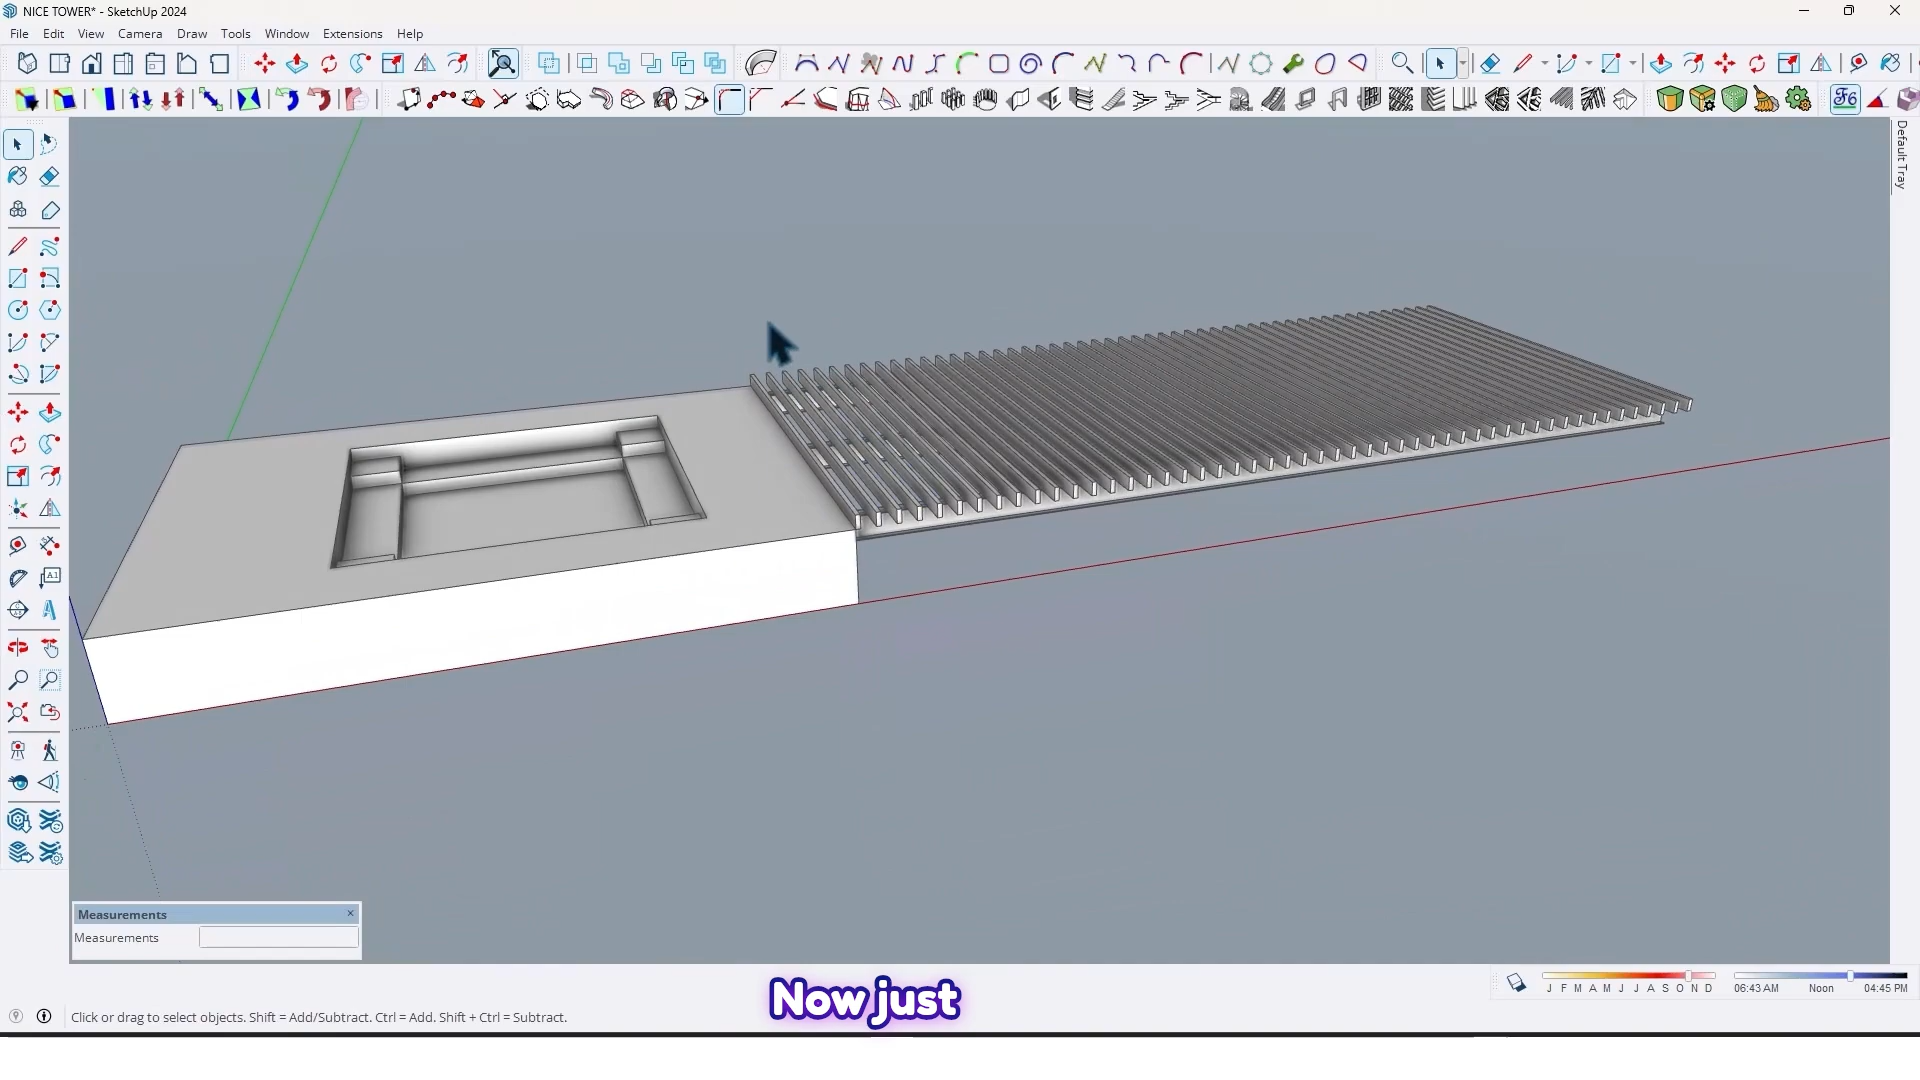 NICE TOWER* - SketchUp 2024
File Edit View Camera Draw Tools Window Extensions Help
Default Tray
Measurements
Measurements
J F M A M J J A S O N D 06:43 AM Noon 04:45 PM
Now just
Click or drag to select objects. Shift = Add/Subtract. Ctrl = Add. Shift + Ctrl = Subtract.